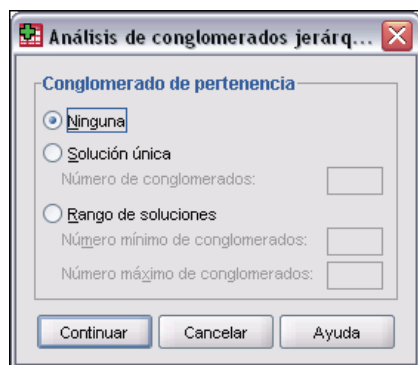 Análisis de conglomerados jerárq...
Conglomerado de pertenencia
Ninguna
Solución única
Número de conglomerados:
Rango de soluciones
Número mínimo de conglomerados:
Número máximo de conglomerados:
Continuar Cancelar Ayuda